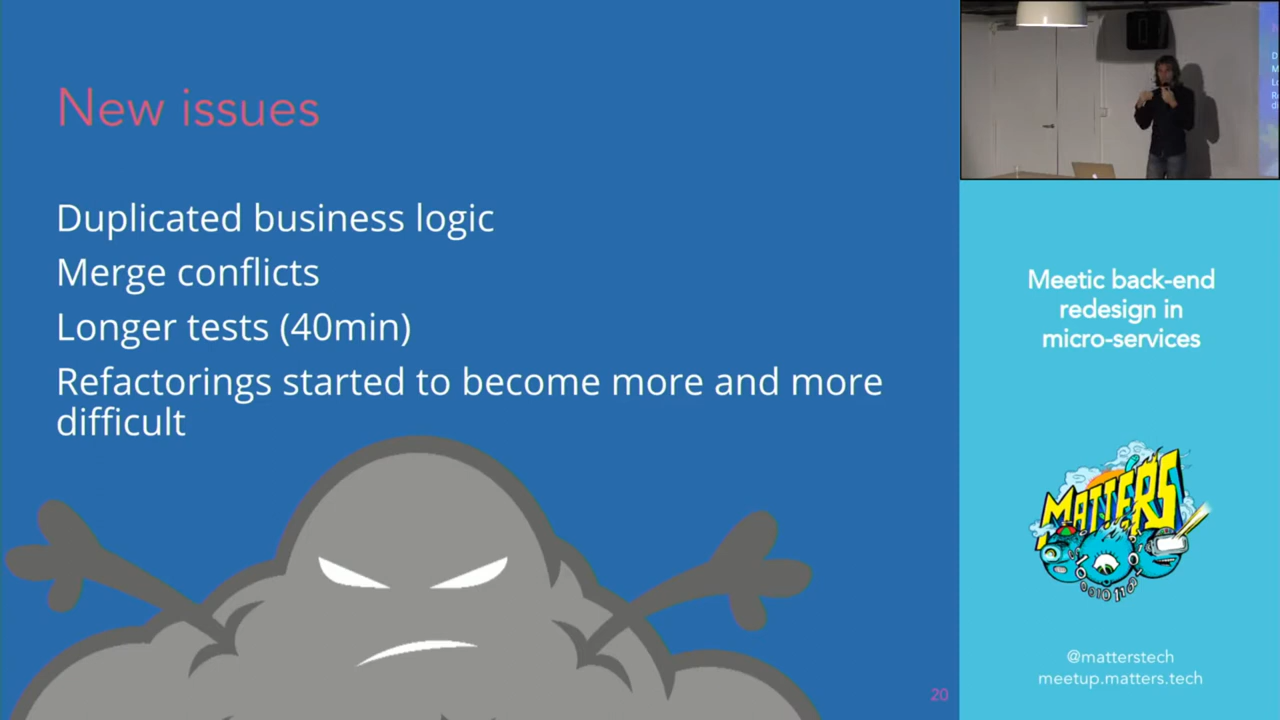 New issues
Duplicated business logic
Merge conflicts
Longer tests (40min)
Refactorings started to become more and more
difficult
20
Meetic back-end
redesign in
micro-services
MATTERS
@matterstech
meetup.matters.tech